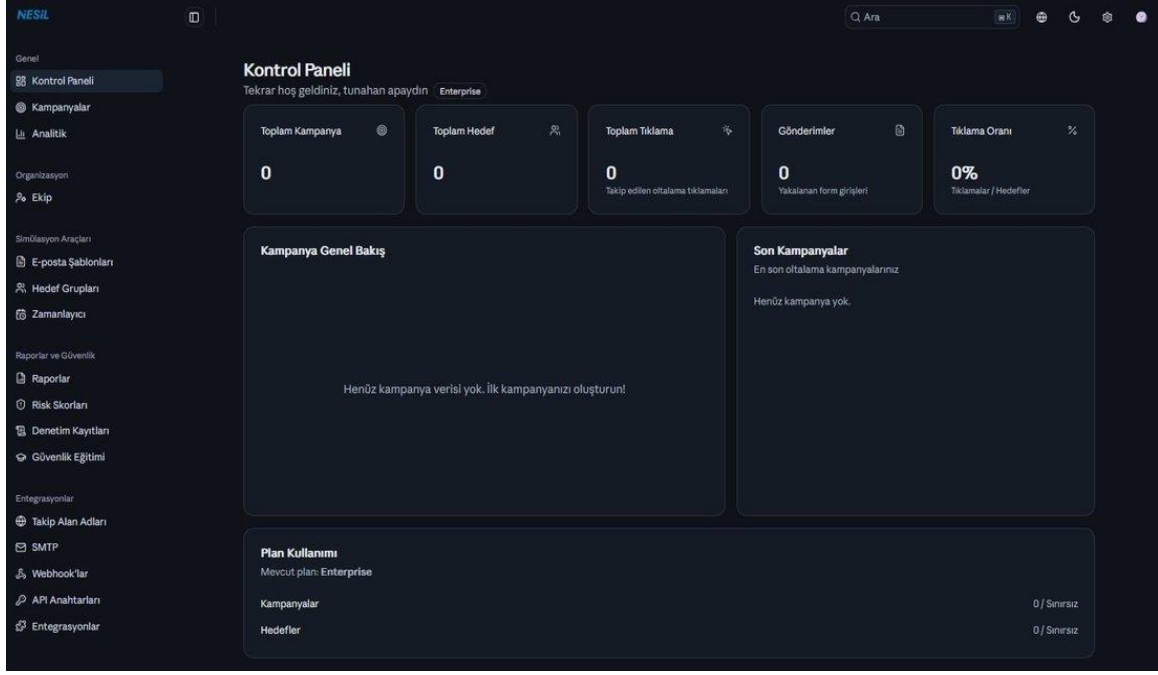 NESİL
Ara
⌘ K
Genel
Kontrol Paneli
Kampanyalar
Analitik
Organizasyon
Ekip
Simülasyon Araçları
E-posta Şablonları
Hedef Grupları
Zamanlayıcı
Raporlar ve Güvenlik
Raporlar
Risk Skorları
Denetim Kayıtları
Güvenlik Eğitimi
Entegrasyonlar
Takip Alan Adları
SMTP
Webhook'lar
API Anahtarları
Entegrasyonlar
Kontrol Paneli
Tekrar hoş geldiniz, tunahan apaydın Enterprise
Toplam Kampanya
0
Toplam Hedef
0
Toplam Tıklama
0
Takip edilen oltalama tıklamaları
Gönderimler
0
Yakalanan form girişleri
Tıklama Oranı
0%
Tıklamalar / Hedefler
Kampanya Genel Bakış
Henüz kampanya verisi yok. İlk kampanyanızı oluşturun!
Son Kampanyalar
En son oltalama kampanyalarınız
Henüz kampanya yok.
Plan Kullanımı
Mevcut plan: Enterprise
Kampanyalar 0 / Sınırsız
Hedefler 0 / Sınırsız